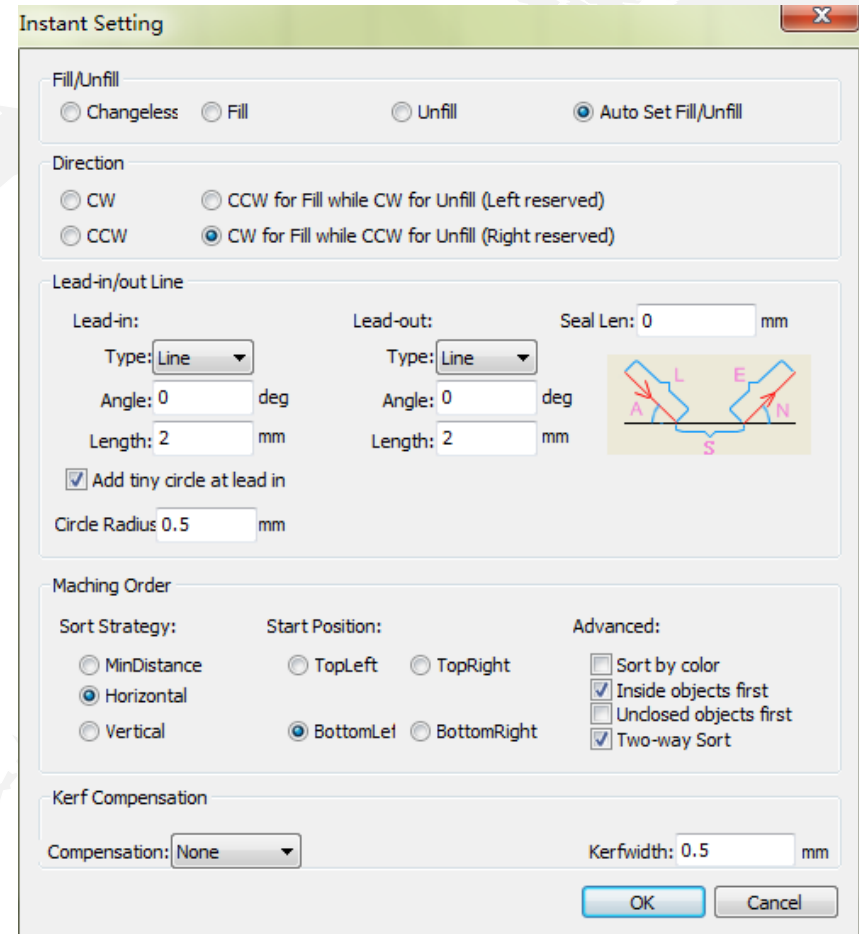 Instant Setting
Fill/Unfill
Changeless Fill Unfill Auto Set Fill/Unfill
Direction
CW CCW for Fill while CW for Unfill (Left reserved)
CCW CW for Fill while CCW for Unfill (Right reserved)
Lead-in/out Line
Lead-in: Lead-out: Seal Len: 0 mm
Type: Line Type: Line
L E
Angle: 0 deg Angle: 0 deg
A N
Length: 2 mm Length: 2 mm
S
Add tiny circle at lead in
Circle Radius 0.5 mm
Maching Order
Sort Strategy: Start Position: Advanced:
MinDistance TopLeft TopRight Sort by color
Horizontal Inside objects first
Unclosed objects first
Vertical BottomLef BottomRight Two-way Sort
Kerf Compensation
Compensation: None Kerfwidth: 0.5 mm
OK Cancel